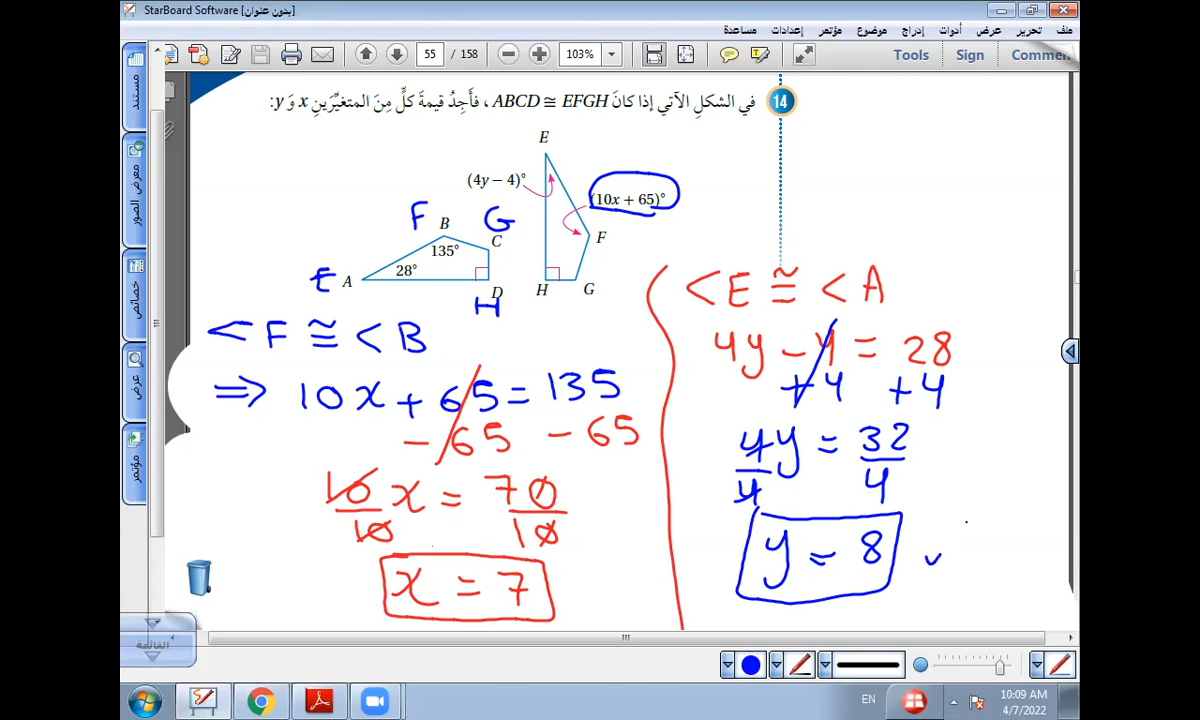 StarBoard Software [بدون عنوان]
ملف تحرير عرض أدوات إدراج موضوع مؤتمر إعدادات مساعدة
55 / 158 103% Tools Sign Commen
14 في الشكلِ الآتي إذا كانَ ABCD ≅ EFGH ، فأَجِدُ قيمةَ كلٍّ مِنَ المتغيِّرَينِ x وَ y:
E
(4y – 4)°
(10x + 65)°
F G
B
F
C
135°
28°
E A
D
H G
H
<F ≅ <B
⇒ 10x + 65 = 135
– 65 – 65
10x = 70
10 10
x = 7
<E ≅ <A
4y – 4 = 28
+4 +4
4y = 32
4 4
y = 8
مستند
معرض الصور
خصائص
عرض
مؤتمر
القائمة
EN
10:09 AM
4/7/2022